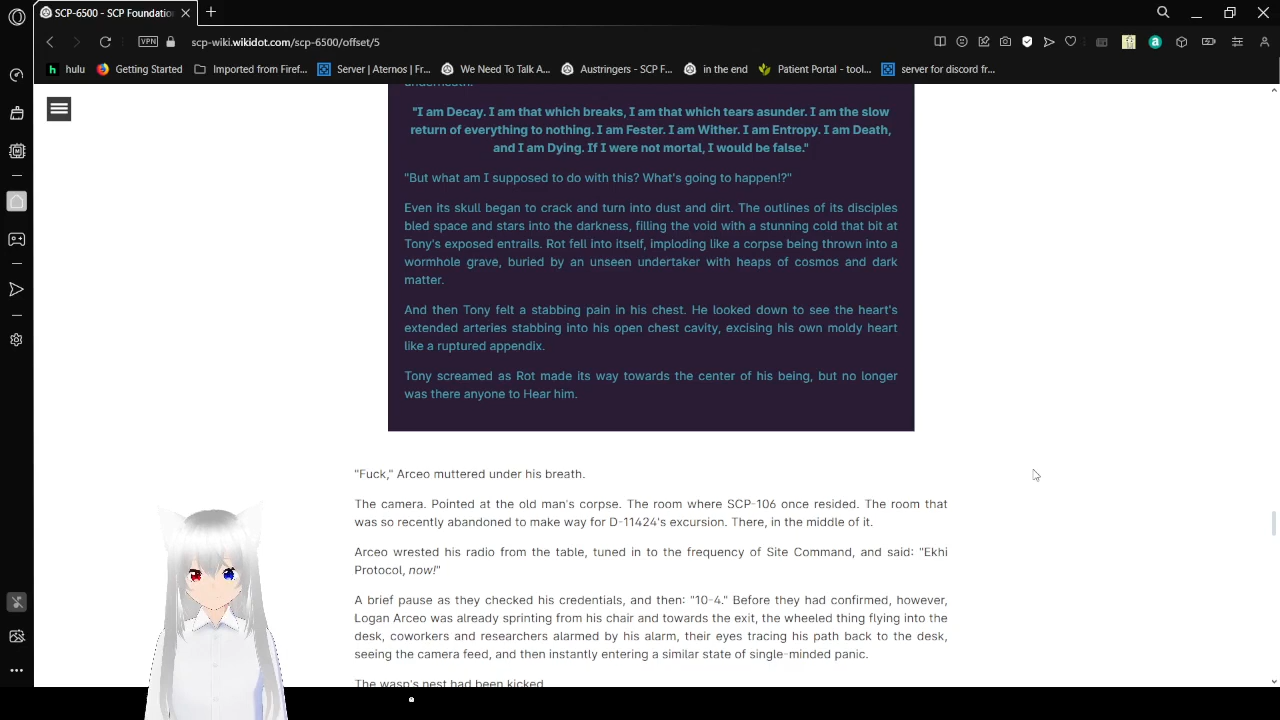 SCP-6500 - SCP Foundatio
scp-wiki.wikidot.com/scp-6500/offset/5
VPN
hulu
Getting Started
Imported from Firef...
Server | Aternos | Fr...
We Need To Talk A...
Austringers - SCP F...
in the end
Patient Portal - tool...
server for discord fr...
underneath.
"I am Decay. I am that which breaks, I am that which tears asunder. I am the slow
return of everything to nothing. I am Fester. I am Wither. I am Entropy. I am Death,
and I am Dying. If I were not mortal, I would be false."
"But what am I supposed to do with this? What's going to happen!?"
Even its skull began to crack and turn into dust and dirt. The outlines of its disciples
bled space and stars into the darkness, filling the void with a stunning cold that bit at
Tony's exposed entrails. Rot fell into itself, imploding like a corpse being thrown into a
wormhole grave, buried by an unseen undertaker with heaps of cosmos and dark
matter.
And then Tony felt a stabbing pain in his chest. He looked down to see the heart's
extended arteries stabbing into his open chest cavity, excising his own moldy heart
like a ruptured appendix.
Tony screamed as Rot made its way towards the center of his being, but no longer
was there anyone to Hear him.
"Fuck," Arceo muttered under his breath.
The camera. Pointed at the old man's corpse. The room where SCP-106 once resided. The room that
was so recently abandoned to make way for D-11424's excursion. There, in the middle of it.
Arceo wrested his radio from the table, tuned in to the frequency of Site Command, and said: "Ekhi
Protocol, now!"
A brief pause as they checked his credentials, and then: "10-4." Before they had confirmed, however,
Logan Arceo was already sprinting from his chair and towards the exit, the wheeled thing flying into the
desk, coworkers and researchers alarmed by his alarm, their eyes tracing his path back to the desk,
seeing the camera feed, and then instantly entering a similar state of single-minded panic.
The wasp's nest had been kicked